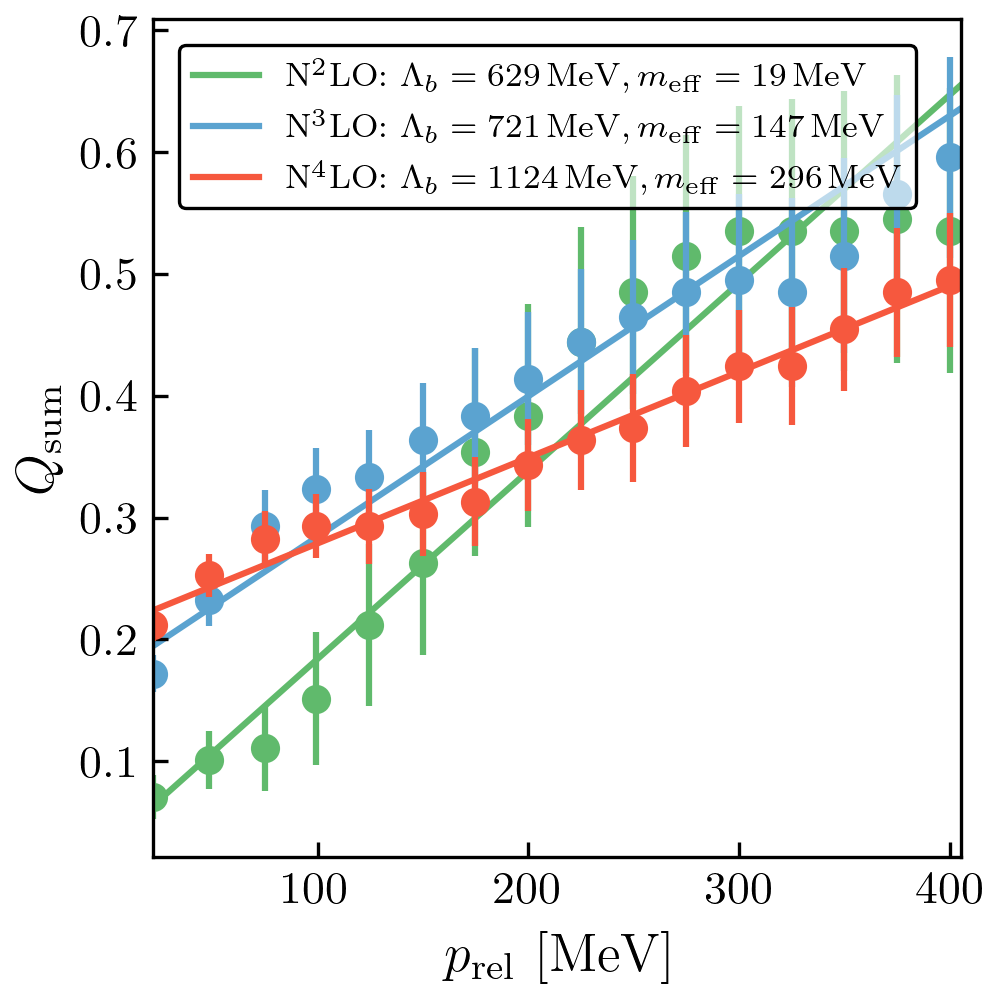 0.7
N²LO: Λ_b = 629 MeV, m_eff = 19 MeV
N³LO: Λ_b = 721 MeV, m_eff = 147 MeV
N⁴LO: Λ_b = 1124 MeV, m_eff = 296 MeV
0.6
0.5
0.4
0.3
0.2
0.1
Q_sum
100 200 300 400
p_rel [MeV]